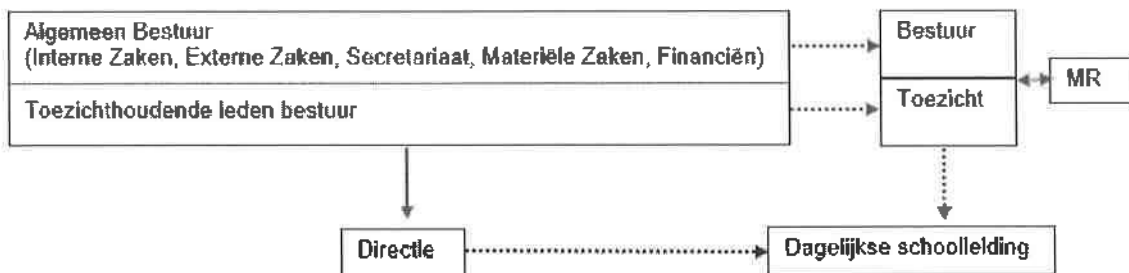 Algemeen Bestuur
(Interne Zaken, Externe Zaken, Secretariaat, Materiële Zaken, Financiën)
Toezichthoudende leden bestuur
Bestuur
Toezicht
MR
Directie
Dagelijkse schoolleiding